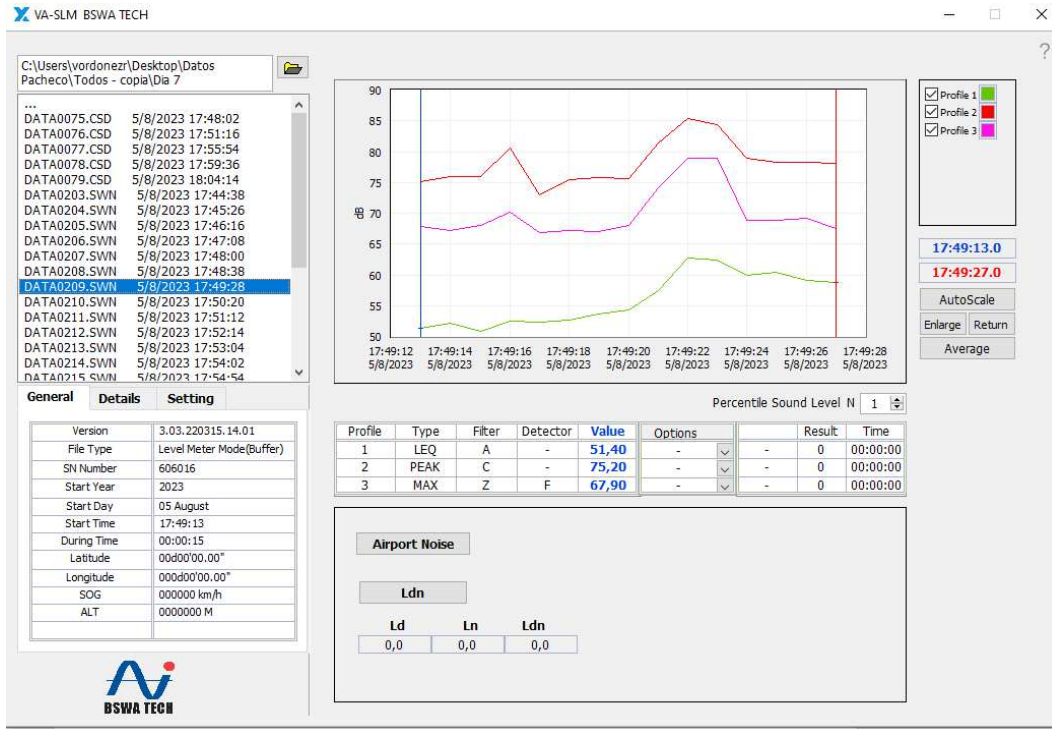 VA-SLM BSWA TECH
?
C:\Users\vordonezr\Desktop\Datos
Pacheco\Todos - copia\Dia 7
...
DATA0075.CSD 5/8/2023 17:48:02
DATA0076.CSD 5/8/2023 17:51:16
DATA0077.CSD 5/8/2023 17:55:54
DATA0078.CSD 5/8/2023 17:59:36
DATA0079.CSD 5/8/2023 18:04:14
DATA0203.SWN 5/8/2023 17:44:38
DATA0204.SWN 5/8/2023 17:45:26
DATA0205.SWN 5/8/2023 17:46:16
DATA0206.SWN 5/8/2023 17:47:08
DATA0207.SWN 5/8/2023 17:48:00
DATA0208.SWN 5/8/2023 17:48:38
DATA0209.SWN 5/8/2023 17:49:28
DATA0210.SWN 5/8/2023 17:50:20
DATA0211.SWN 5/8/2023 17:51:12
DATA0212.SWN 5/8/2023 17:52:14
DATA0213.SWN 5/8/2023 17:53:04
DATA0214.SWN 5/8/2023 17:54:02
DATA0215.SWN 5/8/2023 17:54:54
General Details Setting
Version 3.03.220315.14.01
File Type Level Meter Mode(Buffer)
SN Number 606016
Start Year 2023
Start Day 05 August
Start Time 17:49:13
During Time 00:00:15
Latitude 00d00'00.00"
Longitude 000d00'00.00"
SOG 000000 km/h
ALT 0000000 M
BSWA TECH
90
85
80
75
dB 70
65
60
55
50
17:49:12 17:49:14 17:49:16 17:49:18 17:49:20 17:49:22 17:49:24 17:49:26 17:49:28
5/8/2023 5/8/2023 5/8/2023 5/8/2023 5/8/2023 5/8/2023 5/8/2023 5/8/2023 5/8/2023
Profile 1
Profile 2
Profile 3
17:49:13.0
17:49:27.0
AutoScale
Enlarge Return
Average
Percentile Sound Level N 1
Profile Type Filter Detector Value Options Result Time
1 LEQ A - 51,40 - - 0 00:00:00
2 PEAK C - 75,20 - - 0 00:00:00
3 MAX Z F 67,90 - - 0 00:00:00
Airport Noise
Ldn
Ld Ln Ldn
0,0 0,0 0,0